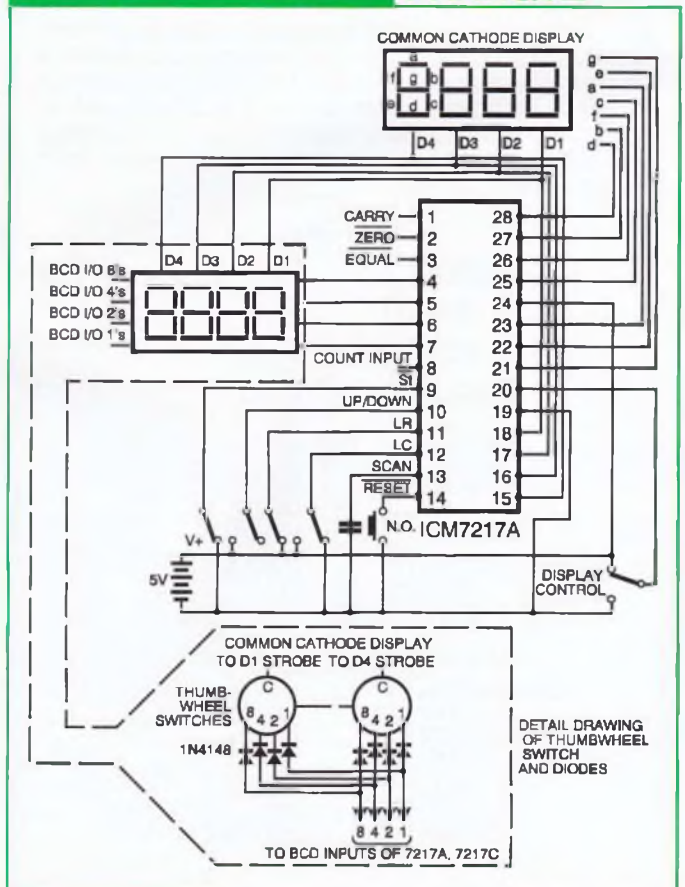 COMMON CATHODE DISPLAY
a
f g b
e d c
g
e
a
c
f
b
d
D4 D3 D2 D1
CARRY 1 28
ZERO 2 27
EQUAL 3 26
D4 D3 D2 D1
BCD I/O 8's 4 25
BCD I/O 4's 5 24
BCD I/O 2's 6 23
BCD I/O 1's 7 22
COUNT INPUT 8 21
St 9 20
UP/DOWN 10 19
LR 11 18
LC 12 17
SCAN 13 16
RESET 14 15
N.O. ICM7217A
V+
5V
DISPLAY
CONTROL
COMMON CATHODE DISPLAY
TO D1 STROBE TO D4 STROBE
THUMB-
WHEEL
SWITCHES
C C
8 4 2 1 8 4 2 1
1N4148
DETAIL DRAWING
OF THUMBWHEEL
SWITCH
AND DIODES
8 4 2 1
TO BCD INPUTS OF 7217A, 7217C